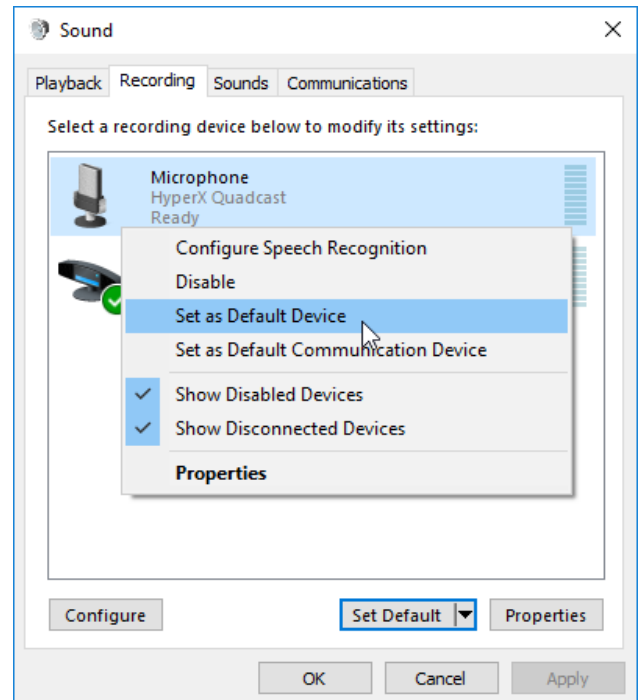 Sound
Playback Recording Sounds Communications
Select a recording device below to modify its settings:
Microphone
HyperX Quadcast
Ready
Configure Speech Recognition
Disable
Set as Default Device
Set as Default Communication Device
Show Disabled Devices
Show Disconnected Devices
Properties
Configure Set Default Properties
OK Cancel Apply